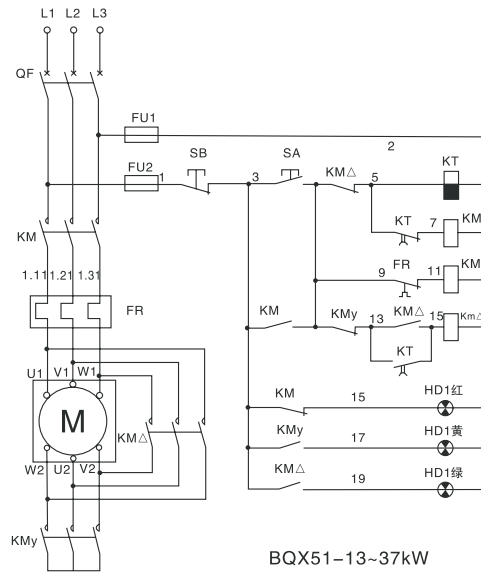 L1 L2 L3
QF
FU1
2
FU2
1
SB
3
SA
KM△
5
KT
KT
7
KM
KM
1.11 1.21 1.31
9
FR
11
KM
FR
KM
KMy
13
KM△
15
Km△
KT
U1 V1 W1
M
KM△
W2 U2 V2
KM
15
HD1红
KMy
17
HD1黄
KM△
19
HD1绿
KMy
BQX51-13~37kW